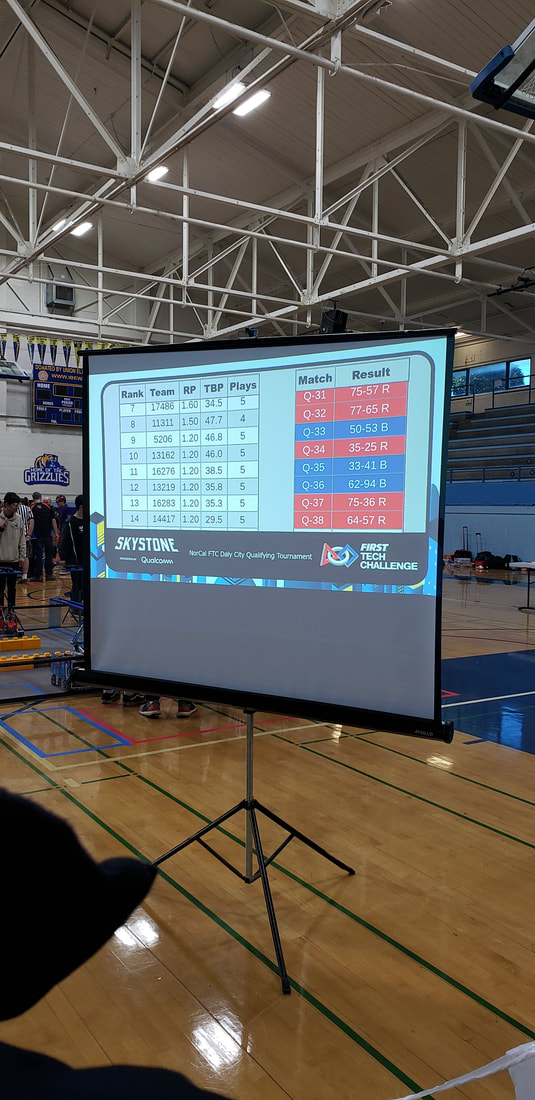 Rank Team RP TBP Plays
7 17486 1.60 34.5 5
8 11311 1.50 47.7 4
9 5206 1.20 46.8 5
10 13162 1.20 46.0 5
11 16276 1.20 38.5 5
12 13219 1.20 35.8 5
13 16283 1.20 35.3 5
14 14417 1.20 29.5 5
Match Result
Q-31 75-57 R
Q-32 77-65 R
Q-33 50-53 B
Q-34 35-25 R
Q-35 33-41 B
Q-36 62-94 B
Q-37 75-36 R
Q-38 64-57 R
SKYSTONE
Qualcomm
NorCal FTC Daly City Qualifying Tournament
FIRST
TECH
CHALLENGE
DONATED BY UNION
HOME
GRIZZLIES
APOLLO